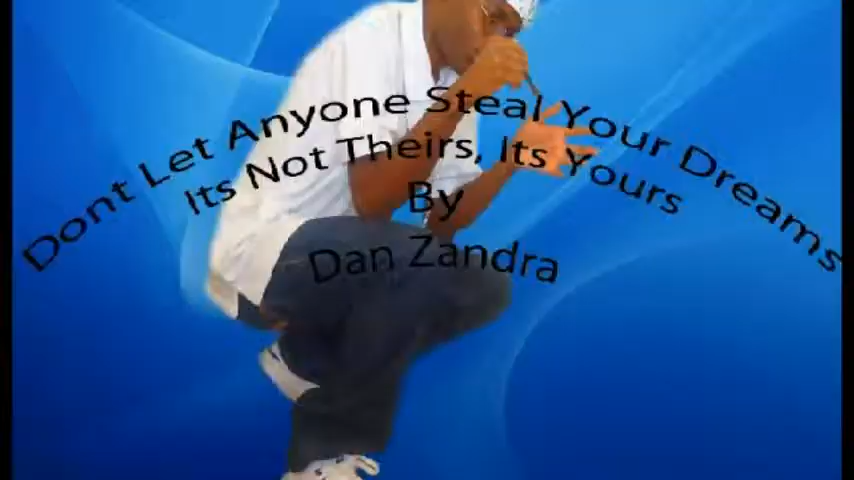 Dont Let Anyone Steal Your Dreams
Its Not Theirs, Its Yours
By
Dan Zandra